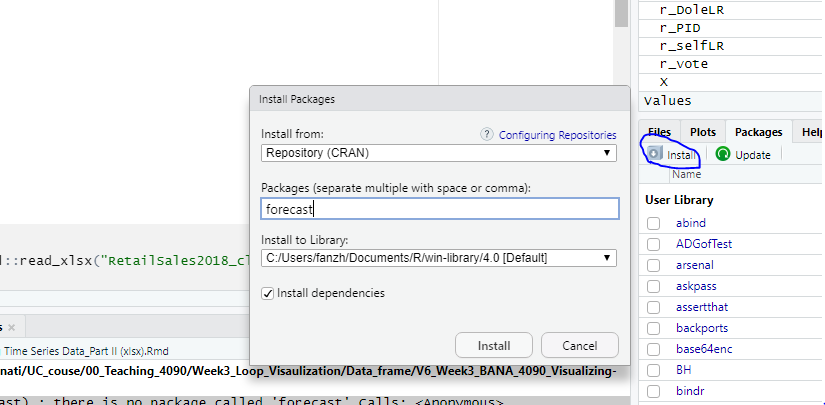 r_DoleLR
r_PID
r_selfLR
r_vote
X
Values
Install Packages
Install from:
? Configuring Repositories
Repository (CRAN)
Packages (separate multiple with space or comma):
forecast
Install to Library:
C:/Users/fanzh/Documents/R/win-library/4.0 [Default]
Install dependencies
Install Cancel
Files Plots Packages Help
Install Update
Name
User Library
abind
ADGofTest
arsenal
askpass
assertthat
backports
base64enc
BH
bindr
::read_xlsx("RetailSales2018_cl
s ×
Time Series Data_Part II (xlsx).Rmd
nati/UC_couse/00_Teaching_4090/Week3_Loop_Visaulization/Data_frame/V6_Week3_BANA_4090_Visualizing-
ast) : there is no package called 'forecast' Calls: <Anonymous>